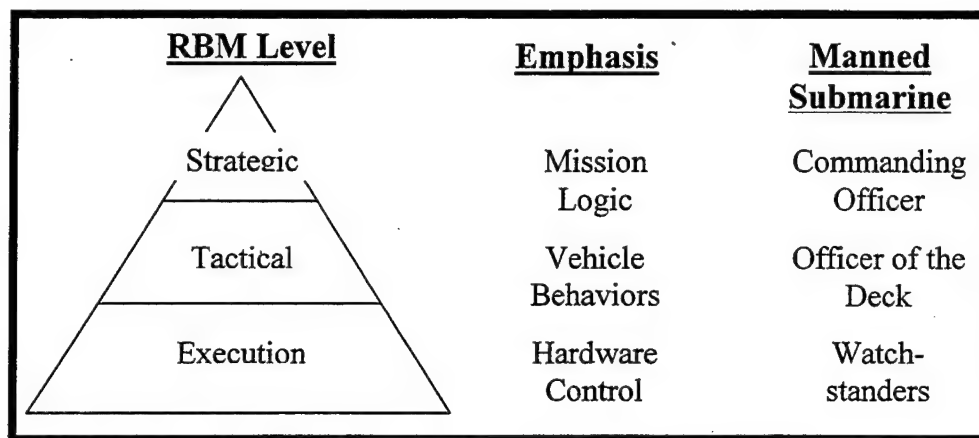 RBM Level
Emphasis
Manned
Submarine
Strategic
Mission
Logic
Commanding
Officer
Tactical
Vehicle
Behaviors
Officer of the
Deck
Execution
Hardware
Control
Watch-
standers